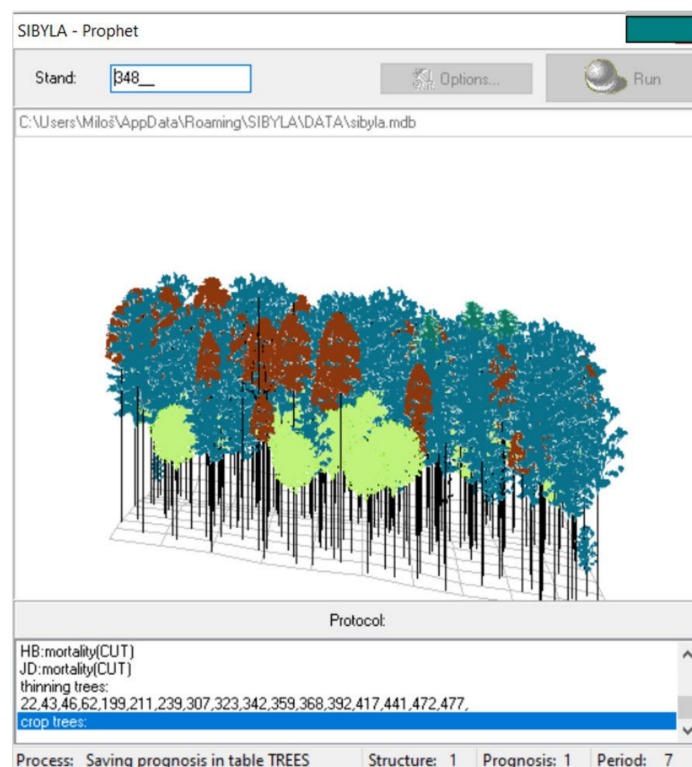 SIBYLA - Prophet
Stand: 348__ Options... Run
C:\Users\Miloš\AppData\Roaming\SIBYLA\DATA\sibyla.mdb
Protocol:
HB:mortality(CUT)
JD:mortality(CUT)
thinning trees:
22,43,46,62,199,211,239,307,323,342,359,368,392,417,441,472,477,
crop trees:
Process: Saving prognosis in table TREES Structure: 1 Prognosis: 1 Period: 7